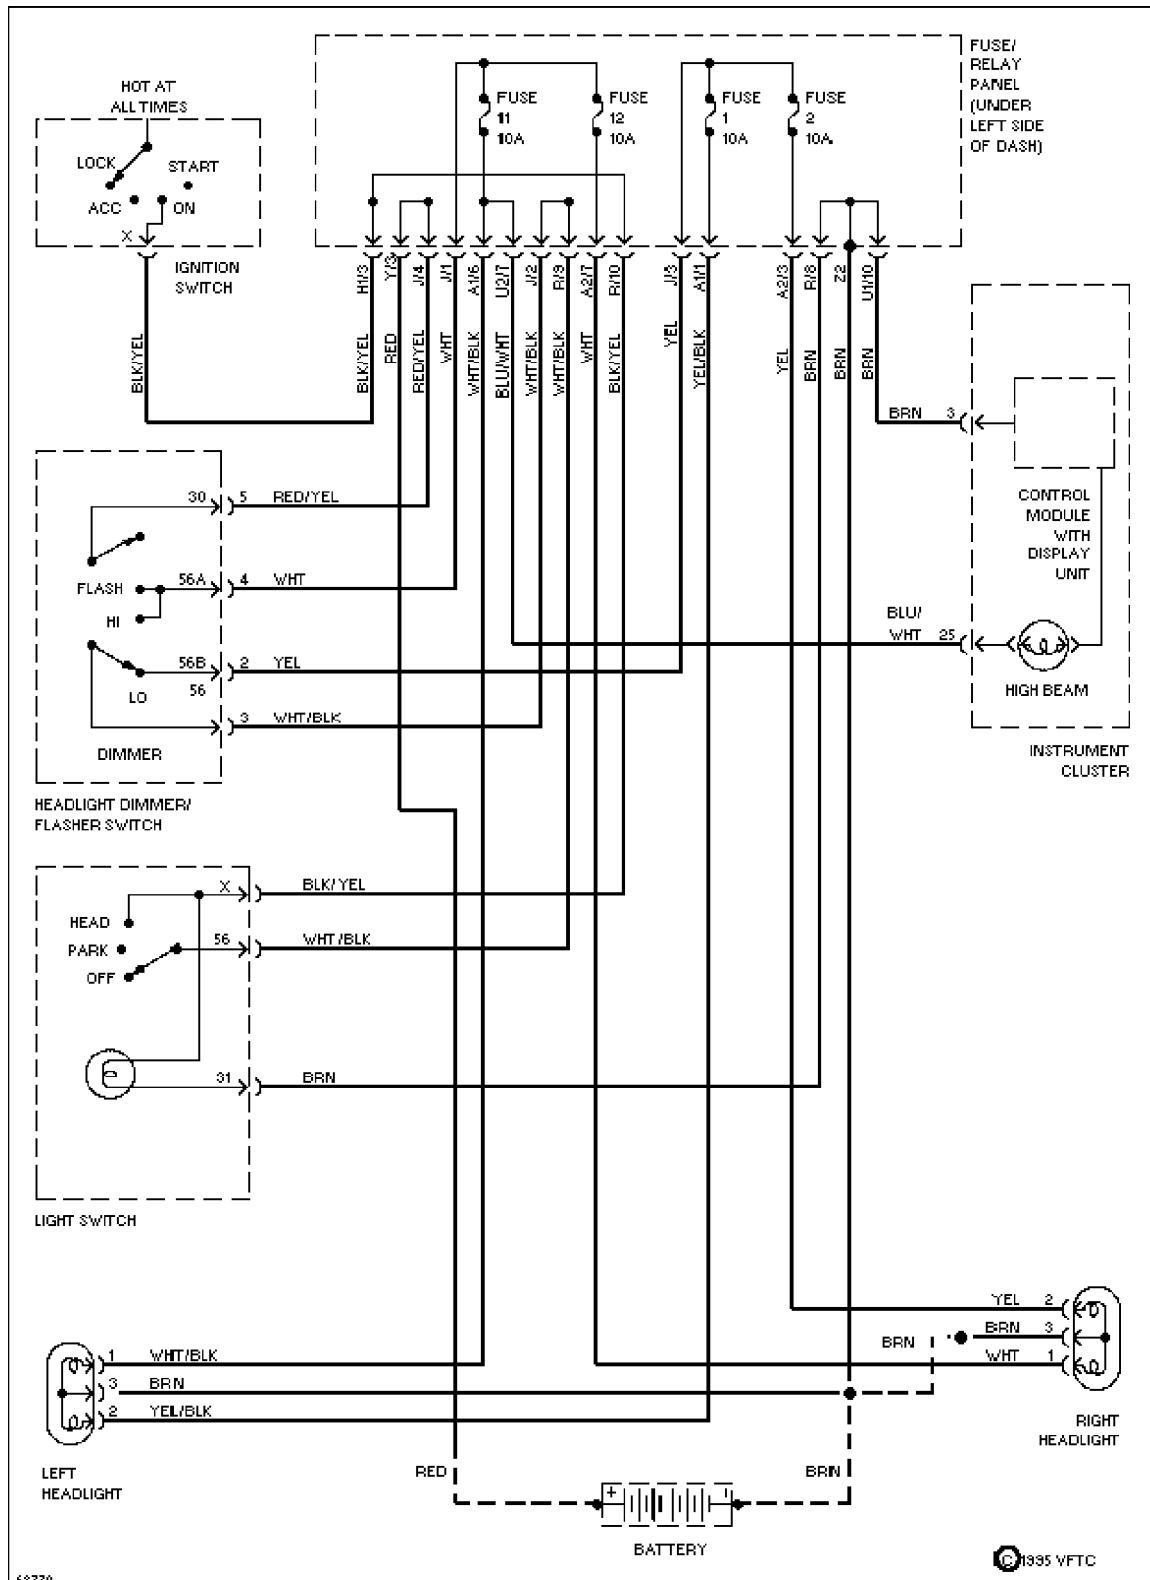 FUSE/
RELAY
PANEL
(UNDER
LEFT SIDE
OF DASH)
HOT AT
ALL TIMES
LOCK
START
ACC
ON
X
IGNITION
SWITCH
FUSE
11
10A
FUSE
12
10A
FUSE
1
10A
FUSE
2
10A
H1/3
Y/3
J/4
J/1
A1/6
U2/7
J/2
R/9
A2/7
R/10
J/3
A1/1
A2/3
R/8
Z2
U1/10
BLK/YEL
BLK/YEL
RED
RED/YEL
WHT
WHT/BLK
BLU/WHT
WHT/BLK
WHT/BLK
WHT
BLK/YEL
YEL
YEL/BLK
YEL
BRN
BRN
BRN
BRN 3
CONTROL
MODULE
WITH
DISPLAY
UNIT
BLU/
WHT 25
HIGH BEAM
INSTRUMENT
CLUSTER
30 5 RED/YEL
FLASH 56A 4 WHT
HI
56B 2 YEL
LO 56
3 WHT/BLK
DIMMER
HEADLIGHT DIMMER/
FLASHER SWITCH
X BLK/YEL
HEAD
PARK 56 WHT/BLK
OFF
31 BRN
LIGHT SWITCH
YEL 2
BRN BRN 3
WHT 1
RIGHT
HEADLIGHT
1 WHT/BLK
3 BRN
2 YEL/BLK
LEFT
HEADLIGHT
RED
BRN
+ -
BATTERY
© 1995 VFTC